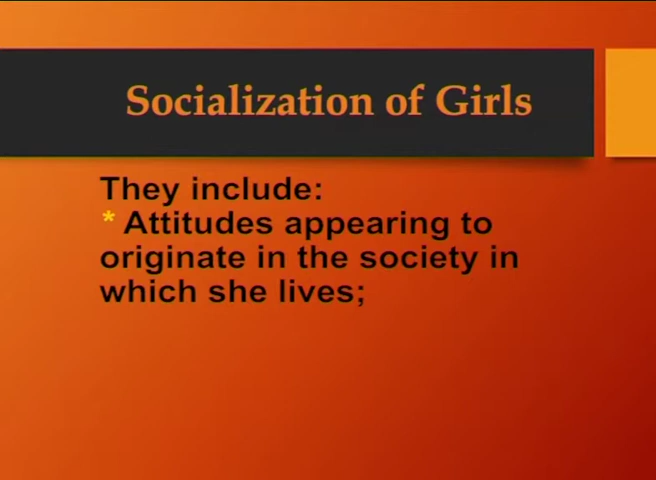 Socialization of Girls
They include:
* Attitudes appearing to
originate in the society in
which she lives;